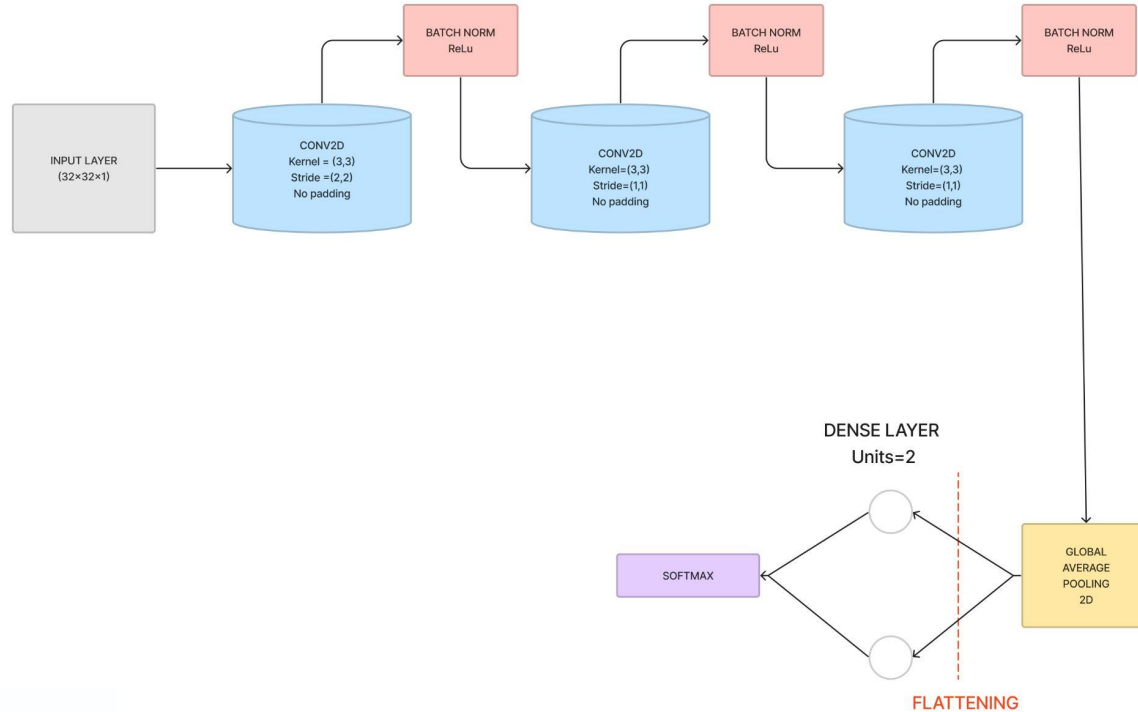 INPUT LAYER
(32×32×1)
CONV2D
Kernel = (3,3)
Stride =(2,2)
No padding
BATCH NORM
ReLu
CONV2D
Kernel=(3,3)
Stride=(1,1)
No padding
BATCH NORM
ReLu
CONV2D
Kernel=(3,3)
Stride=(1,1)
No padding
BATCH NORM
ReLu
GLOBAL
AVERAGE
POOLING
2D
FLATTENING
DENSE LAYER
Units=2
SOFTMAX